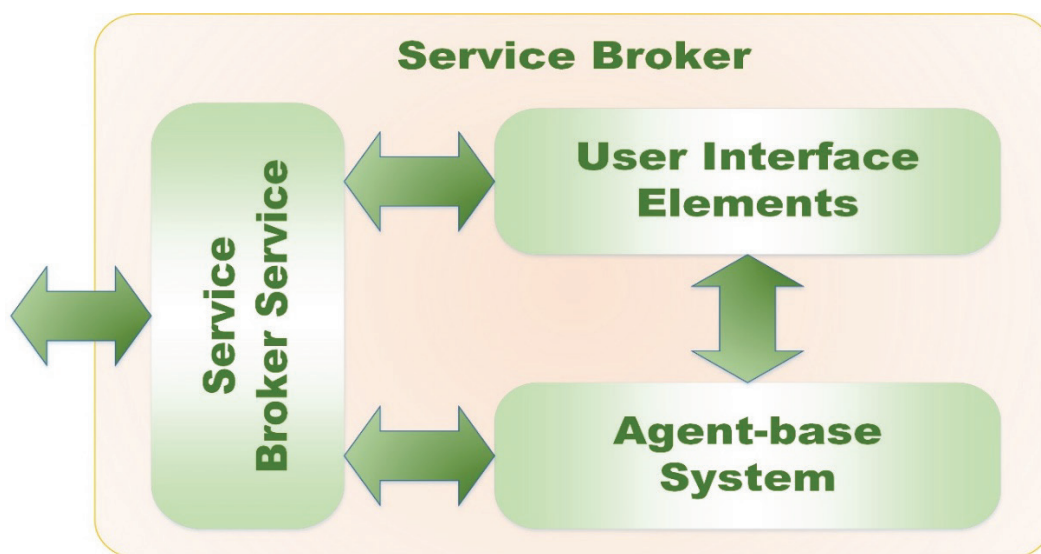 Service Broker
Service
Broker Service
User Interface
Elements
Agent-base
System